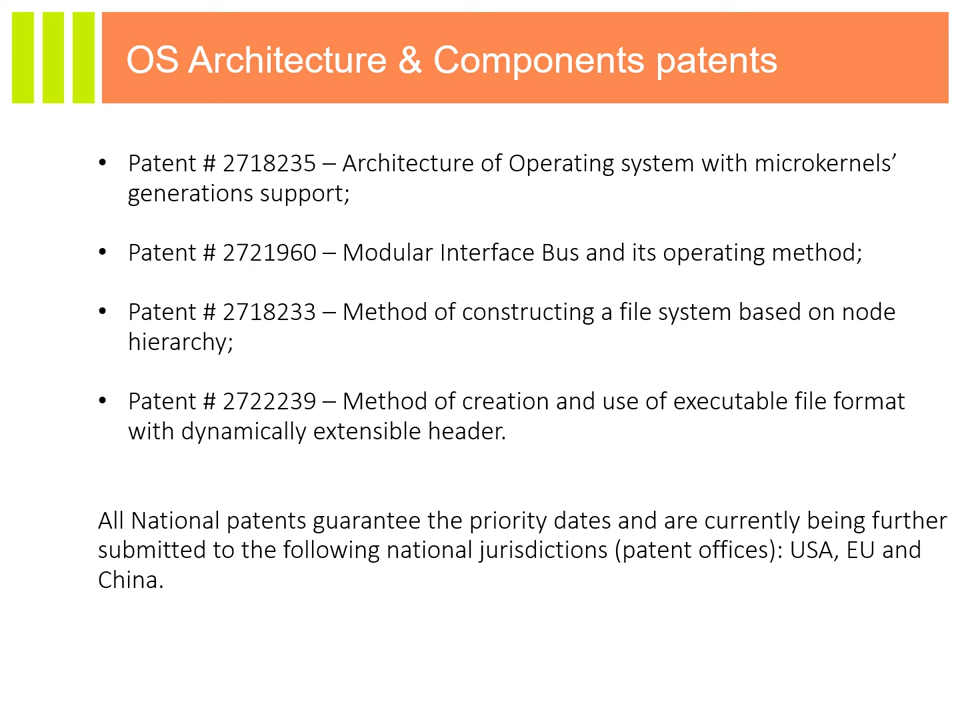 OS Architecture & Components patents
• Patent # 2718235 – Architecture of Operating system with microkernels’
generations support;
• Patent # 2721960 – Modular Interface Bus and its operating method;
• Patent # 2718233 – Method of constructing a file system based on node
hierarchy;
• Patent # 2722239 – Method of creation and use of executable file format
with dynamically extensible header.
All National patents guarantee the priority dates and are currently being further
submitted to the following national jurisdictions (patent offices): USA, EU and
China.